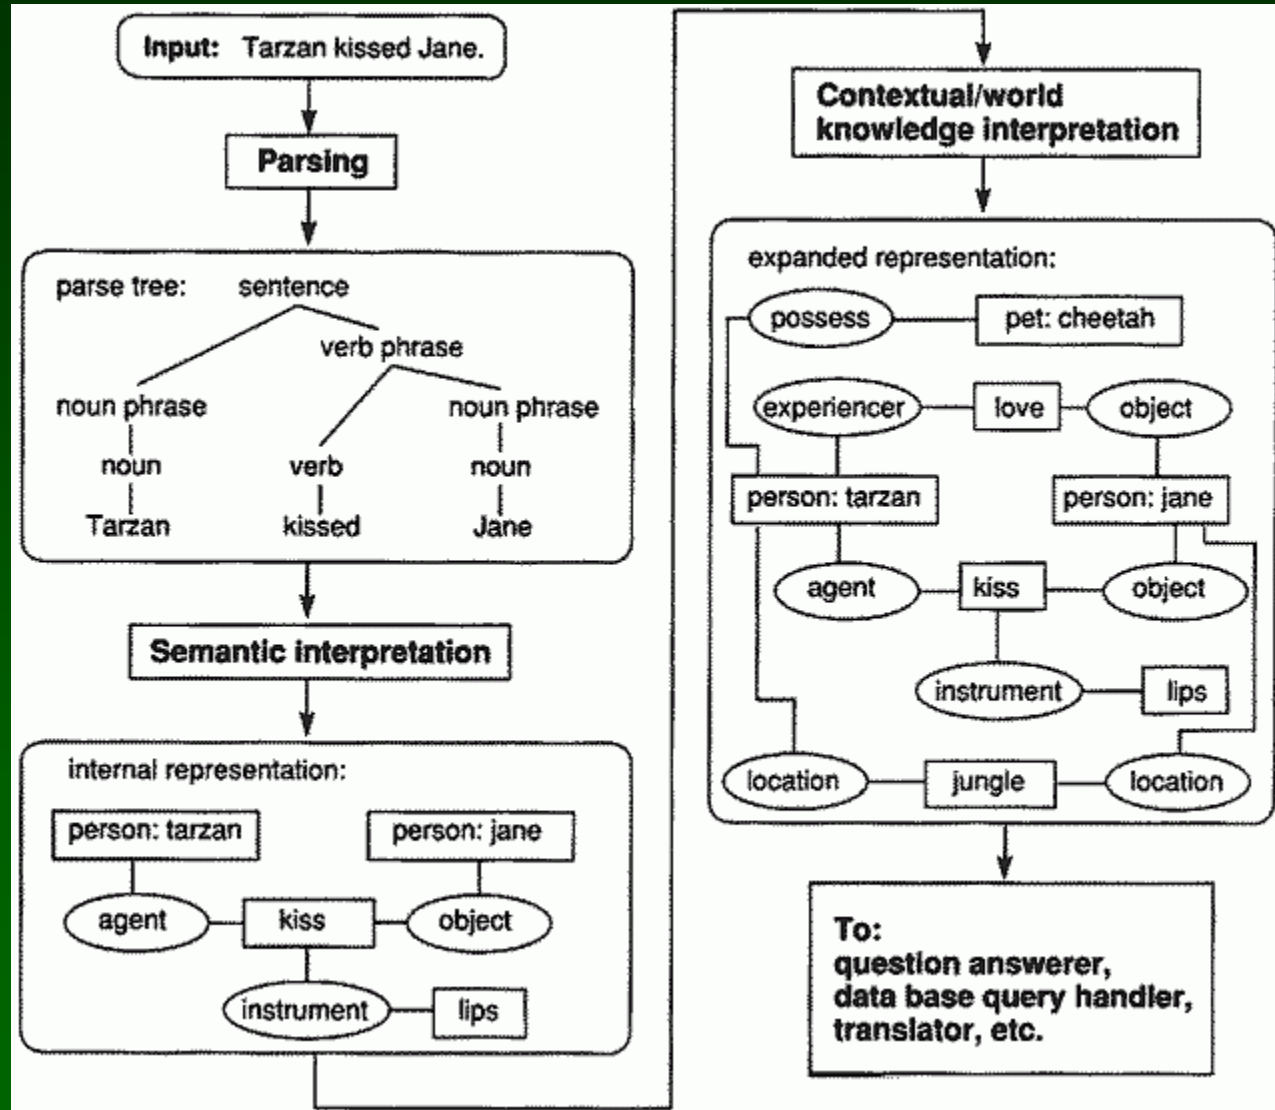 Input: Tarzan kissed Jane.
Parsing
parse tree: sentence
verb phrase
noun phrase noun phrase
noun verb noun
Tarzan kissed Jane
Semantic interpretation
internal representation:
person: tarzan person: jane
agent kiss object
instrument lips
Contextual/world
knowledge interpretation
expanded representation:
possess pet: cheetah
experiencer love object
person: tarzan person: jane
agent kiss object
instrument lips
location jungle location
To:
question answerer,
data base query handler,
translator, etc.